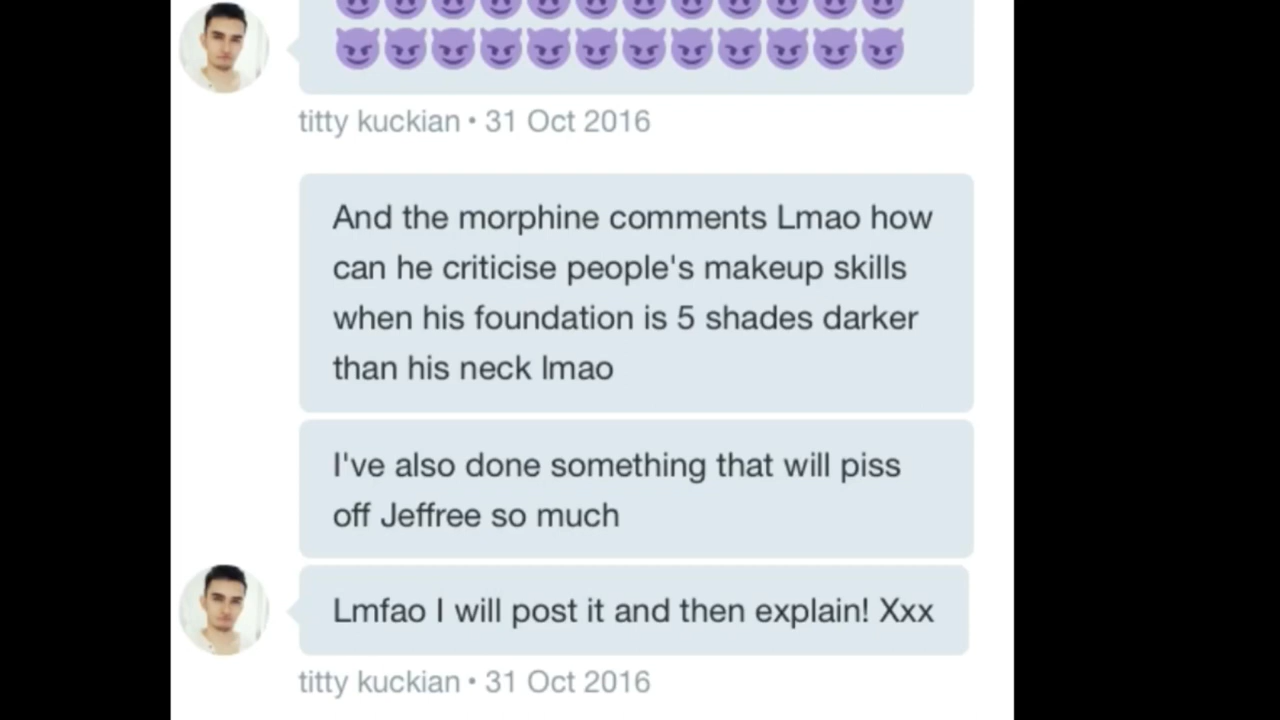 😈😈😈😈😈😈😈😈😈😈😈😈
😈😈😈😈😈😈😈😈😈😈😈😈
titty kuckian • 31 Oct 2016
And the morphine comments Lmao how
can he criticise people's makeup skills
when his foundation is 5 shades darker
than his neck lmao
I've also done something that will piss
off Jeffree so much
Lmfao I will post it and then explain! Xxx
titty kuckian • 31 Oct 2016